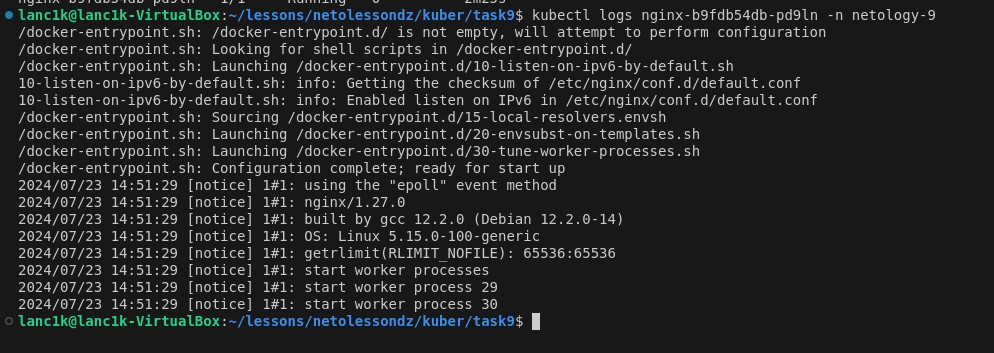 lanc1k@lanc1k-VirtualBox:~/lessons/netolessondz/kuber/task9$ kubectl logs nginx-b9fdb54db-pd9ln -n netology-9
/docker-entrypoint.sh: /docker-entrypoint.d/ is not empty, will attempt to perform configuration
/docker-entrypoint.sh: Looking for shell scripts in /docker-entrypoint.d/
/docker-entrypoint.sh: Launching /docker-entrypoint.d/10-listen-on-ipv6-by-default.sh
10-listen-on-ipv6-by-default.sh: info: Getting the checksum of /etc/nginx/conf.d/default.conf
10-listen-on-ipv6-by-default.sh: info: Enabled listen on IPv6 in /etc/nginx/conf.d/default.conf
/docker-entrypoint.sh: Sourcing /docker-entrypoint.d/15-local-resolvers.envsh
/docker-entrypoint.sh: Launching /docker-entrypoint.d/20-envsubst-on-templates.sh
/docker-entrypoint.sh: Launching /docker-entrypoint.d/30-tune-worker-processes.sh
/docker-entrypoint.sh: Configuration complete; ready for start up
2024/07/23 14:51:29 [notice] 1#1: using the "epoll" event method
2024/07/23 14:51:29 [notice] 1#1: nginx/1.27.0
2024/07/23 14:51:29 [notice] 1#1: built by gcc 12.2.0 (Debian 12.2.0-14)
2024/07/23 14:51:29 [notice] 1#1: OS: Linux 5.15.0-100-generic
2024/07/23 14:51:29 [notice] 1#1: getrlimit(RLIMIT_NOFILE): 65536:65536
2024/07/23 14:51:29 [notice] 1#1: start worker processes
2024/07/23 14:51:29 [notice] 1#1: start worker process 29
2024/07/23 14:51:29 [notice] 1#1: start worker process 30
lanc1k@lanc1k-VirtualBox:~/lessons/netolessondz/kuber/task9$